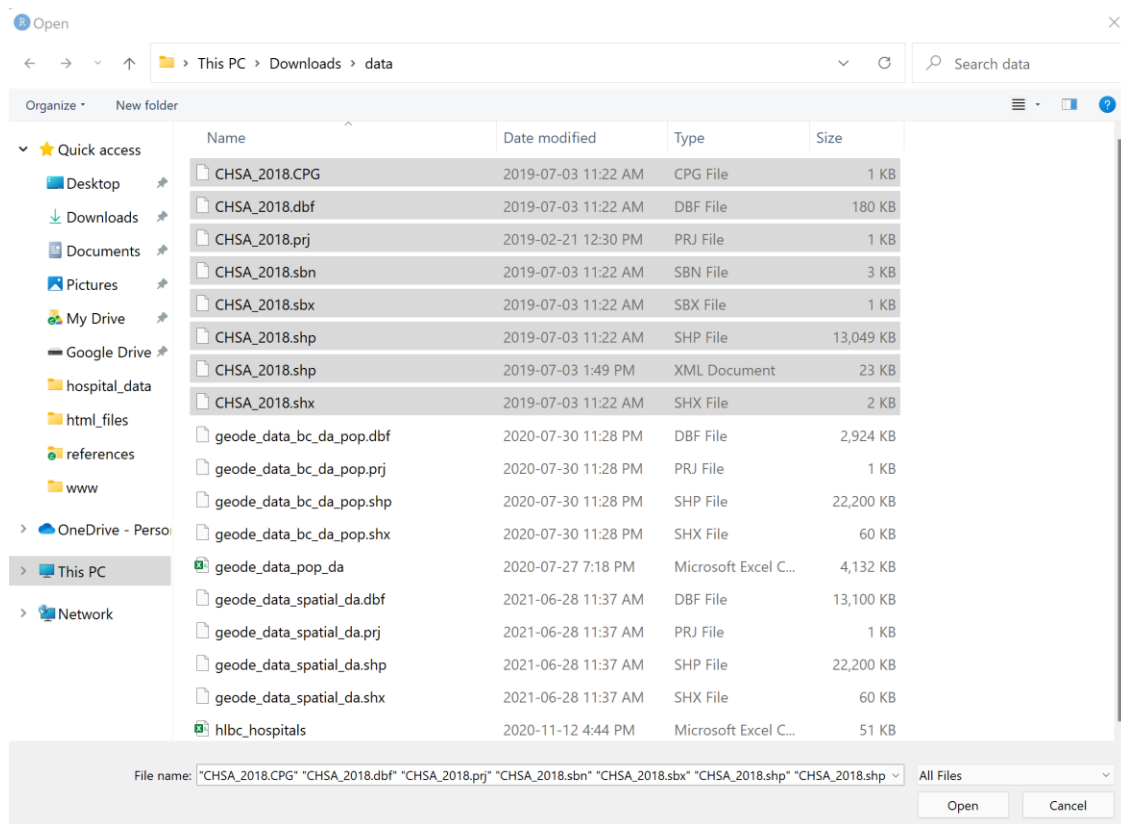 R Open
This PC > Downloads > data
Search data
Organize New folder
?
Name Date modified Type Size
Quick access
Desktop
Downloads
Documents
Pictures
My Drive
Google Drive
hospital_data
html_files
references
www
OneDrive - Perso
This PC
Network
CHSA_2018.CPG 2019-07-03 11:22 AM CPG File 1 KB
CHSA_2018.dbf 2019-07-03 11:22 AM DBF File 180 KB
CHSA_2018.prj 2019-02-21 12:30 PM PRJ File 1 KB
CHSA_2018.sbn 2019-07-03 11:22 AM SBN File 3 KB
CHSA_2018.sbx 2019-07-03 11:22 AM SBX File 1 KB
CHSA_2018.shp 2019-07-03 11:22 AM SHP File 13,049 KB
CHSA_2018.shp 2019-07-03 1:49 PM XML Document 23 KB
CHSA_2018.shx 2019-07-03 11:22 AM SHX File 2 KB
geode_data_bc_da_pop.dbf 2020-07-30 11:28 PM DBF File 2,924 KB
geode_data_bc_da_pop.prj 2020-07-30 11:28 PM PRJ File 1 KB
geode_data_bc_da_pop.shp 2020-07-30 11:28 PM SHP File 22,200 KB
geode_data_bc_da_pop.shx 2020-07-30 11:28 PM SHX File 60 KB
geode_data_pop_da 2020-07-27 7:18 PM Microsoft Excel C... 4,132 KB
geode_data_spatial_da.dbf 2021-06-28 11:37 AM DBF File 13,100 KB
geode_data_spatial_da.prj 2021-06-28 11:37 AM PRJ File 1 KB
geode_data_spatial_da.shp 2021-06-28 11:37 AM SHP File 22,200 KB
geode_data_spatial_da.shx 2021-06-28 11:37 AM SHX File 60 KB
hlbc_hospitals 2020-11-12 4:44 PM Microsoft Excel C... 51 KB
File name: "CHSA_2018.CPG" "CHSA_2018.dbf" "CHSA_2018.prj" "CHSA_2018.sbn" "CHSA_2018.sbx" "CHSA_2018.shp" "CHSA_2018.shp All Files
Open Cancel